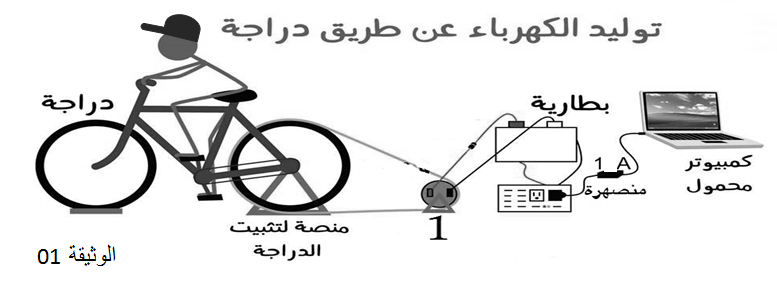 توليد الكهرباء عن طريق دراجة
دراجة
بطارية
كمبيوتر
محمول
1 A
منصهرة
منصة لتثبيت
الدراجة
1
الوثيقة 01